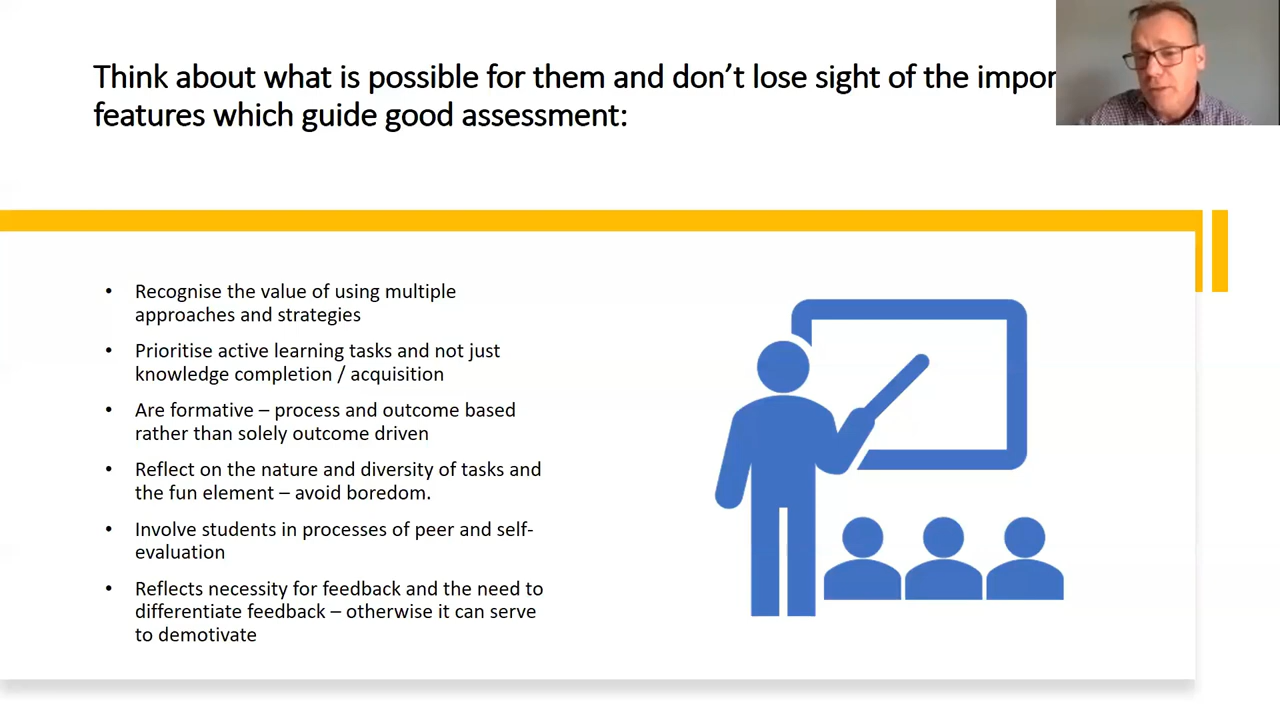 Think about what is possible for them and don't lose sight of the impor
features which guide good assessment:
• Recognise the value of using multiple
approaches and strategies
• Prioritise active learning tasks and not just
knowledge completion / acquisition
• Are formative – process and outcome based
rather than solely outcome driven
• Reflect on the nature and diversity of tasks and
the fun element – avoid boredom.
• Involve students in processes of peer and self-
evaluation
• Reflects necessity for feedback and the need to
differentiate feedback – otherwise it can serve
to demotivate